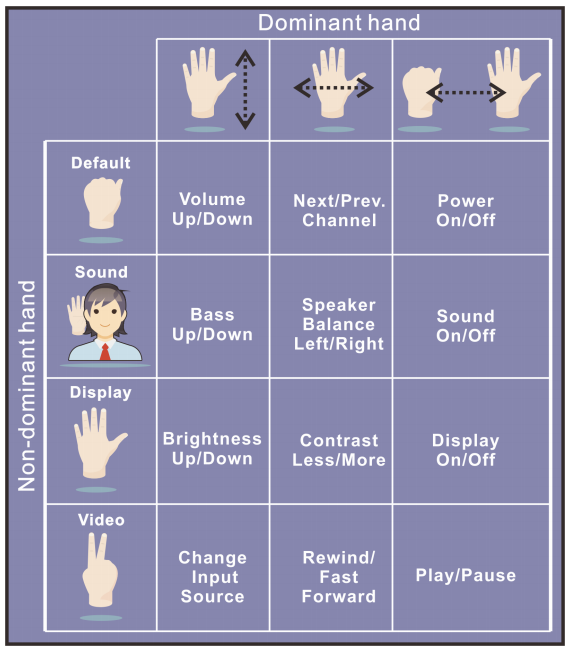 Dominant hand
Non-dominant hand
Default
Volume
Up/Down
Next/Prev.
Channel
Power
On/Off
Sound
Bass
Up/Down
Speaker
Balance
Left/Right
Sound
On/Off
Display
Brightness
Up/Down
Contrast
Less/More
Display
On/Off
Video
Change
Input
Source
Rewind/
Fast
Forward
Play/Pause